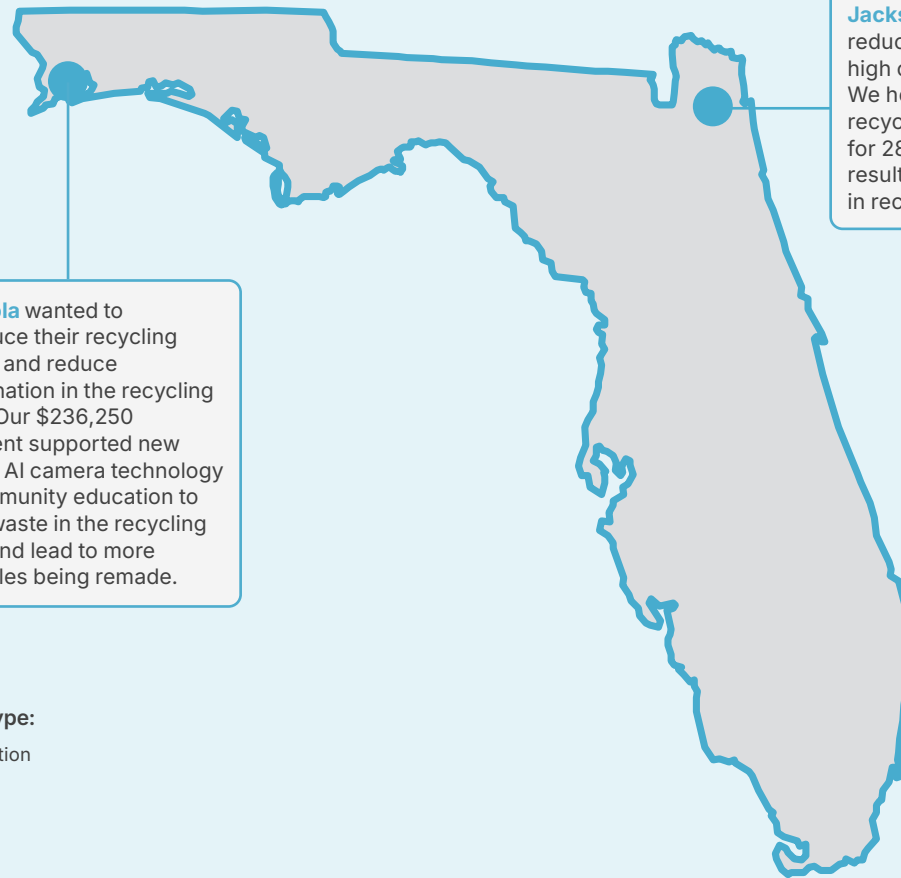 la wanted to
uce their recycling
and reduce
nation in the recycling
Our $236,250
ent supported new
AI camera technology
munity education to
waste in the recycling
nd lead to more
les being remade.
Jacks
reduc
high c
We he
recyc
for 28
result
in rec
ype:
tion